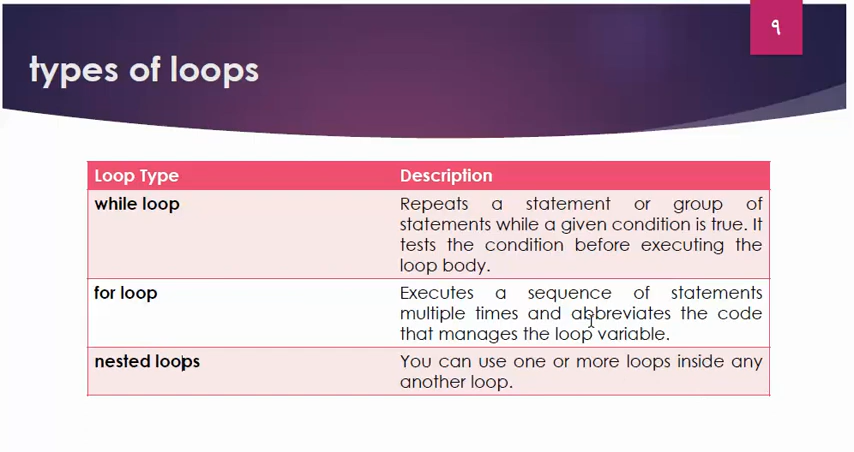 ٩
types of loops
Loop Type Description
while loop Repeats a statement or group of
statements while a given condition is true. It
tests the condition before executing the
loop body.
for loop Executes a sequence of statements
multiple times and abbreviates the code
that manages the loop variable.
nested loops You can use one or more loops inside any
another loop.